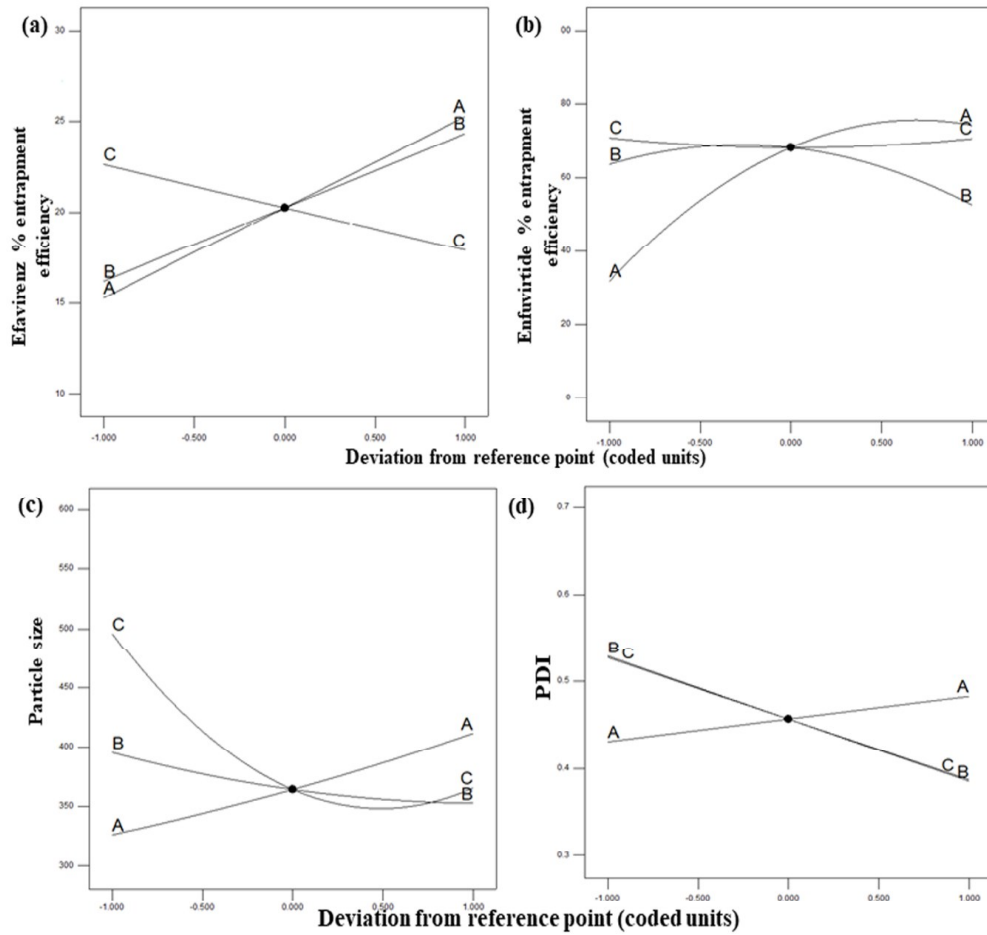 (a)
30
25
20
15
10
Efavirenz % entrapment
efficiency
A
B
C
C
B
A
-1.000
-0.500
0.000
0.500
1.000
(b)
00
80
60
40
20
0
Enfuvirtide % entrapment
efficiency
A
C
C
B
B
A
-1.000
-0.500
0.000
0.500
1.000
Deviation from reference point (coded units)
(c)
600
550
500
450
400
350
300
Particle size
C
B
A
A
C
B
-1.000
-0.500
0.000
0.500
1.000
(d)
0.7
0.6
0.5
0.4
0.3
PDI
B C
A
A
C B
-1.000
-0.500
0.000
0.500
1.000
Deviation from reference point (coded units)